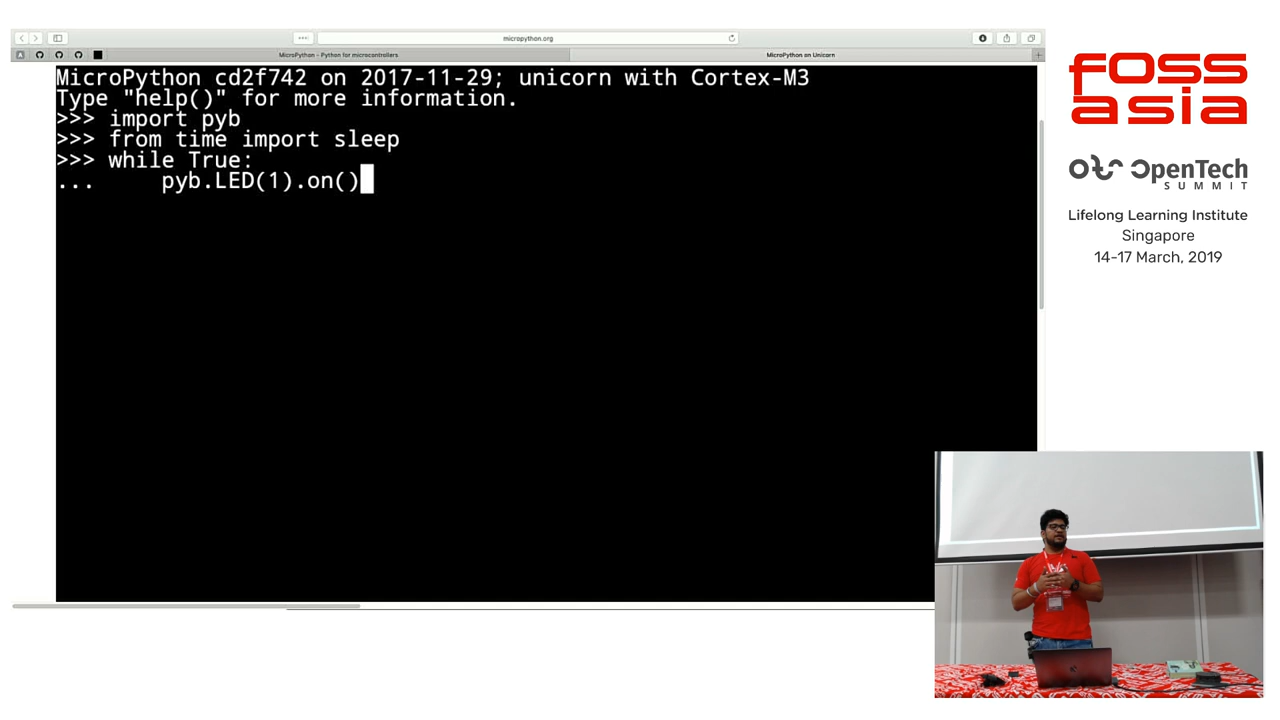 micropython.org
MicroPython - Python for microcontrollers
MicroPython on Unicorn
MicroPython cd2f742 on 2017-11-29; unicorn with Cortex-M3
Type "help()" for more information.
>>> import pyb
>>> from time import sleep
>>> while True:
...     pyb.LED(1).on()
FOSS
asia
OpenTech
SUMMIT
Lifelong Learning Institute
Singapore
14-17 March, 2019